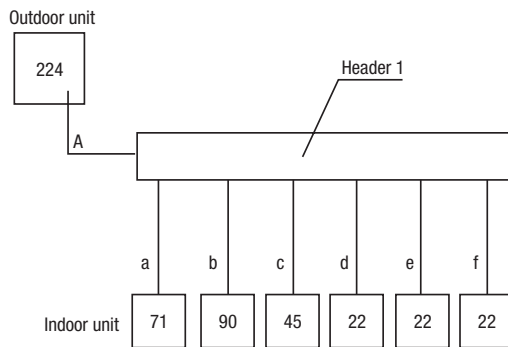 Outdoor unit
224
Header 1
A
a b c d e f
Indoor unit 71 90 45 22 22 22